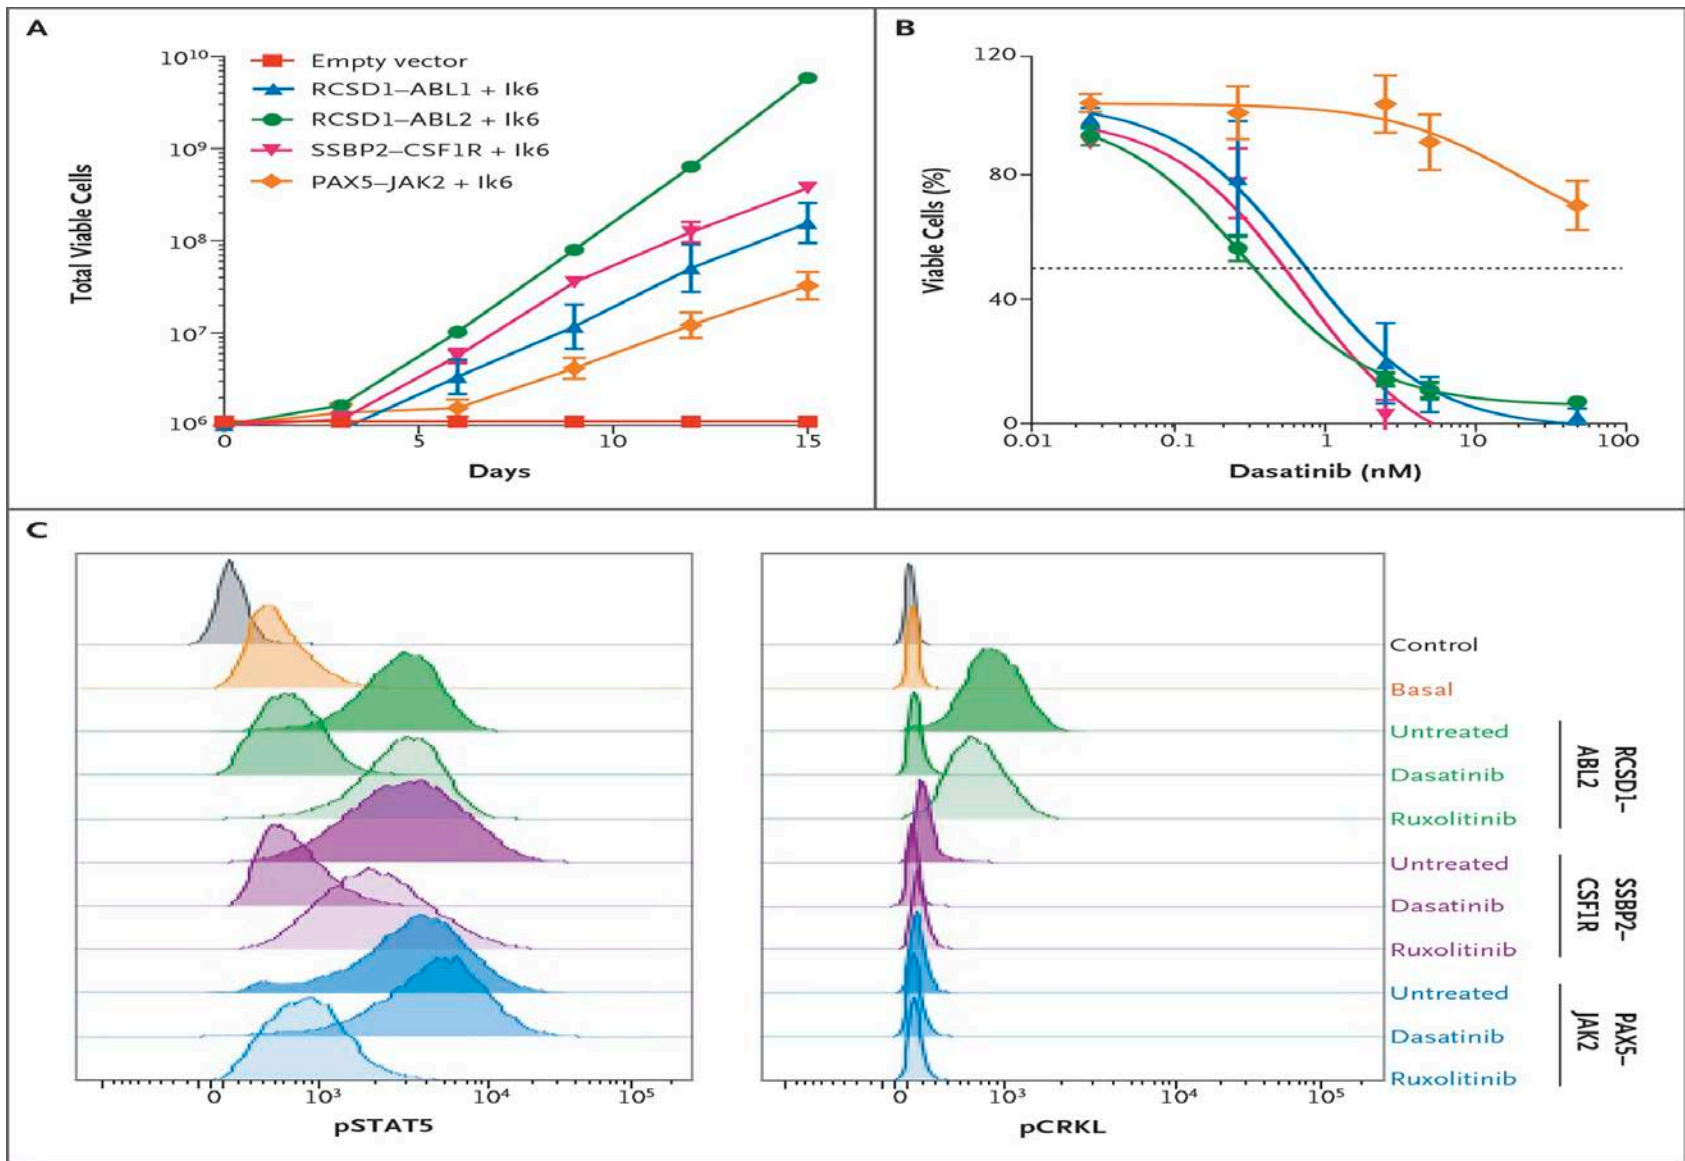 A
10¹⁰
10⁹
10⁸
10⁷
10⁶
Total Viable Cells
Empty vector
RCSD1–ABL1 + Ik6
RCSD1–ABL2 + Ik6
SSBP2–CSF1R + Ik6
PAX5–JAK2 + Ik6
0 5 10 15
Days
B
120
80
40
0
Viable Cells (%)
0.01 0.1 1 10 100
Dasatinib (nM)
C
Control
Basal
Untreated
Dasatinib
Ruxolitinib
RCSD1–
ABL2
Untreated
Dasatinib
Ruxolitinib
SSBP2–
CSF1R
Untreated
Dasatinib
Ruxolitinib
PAX5–
JAK2
0 10³ 10⁴ 10⁵
pSTAT5
0 10³ 10⁴ 10⁵
pCRKL